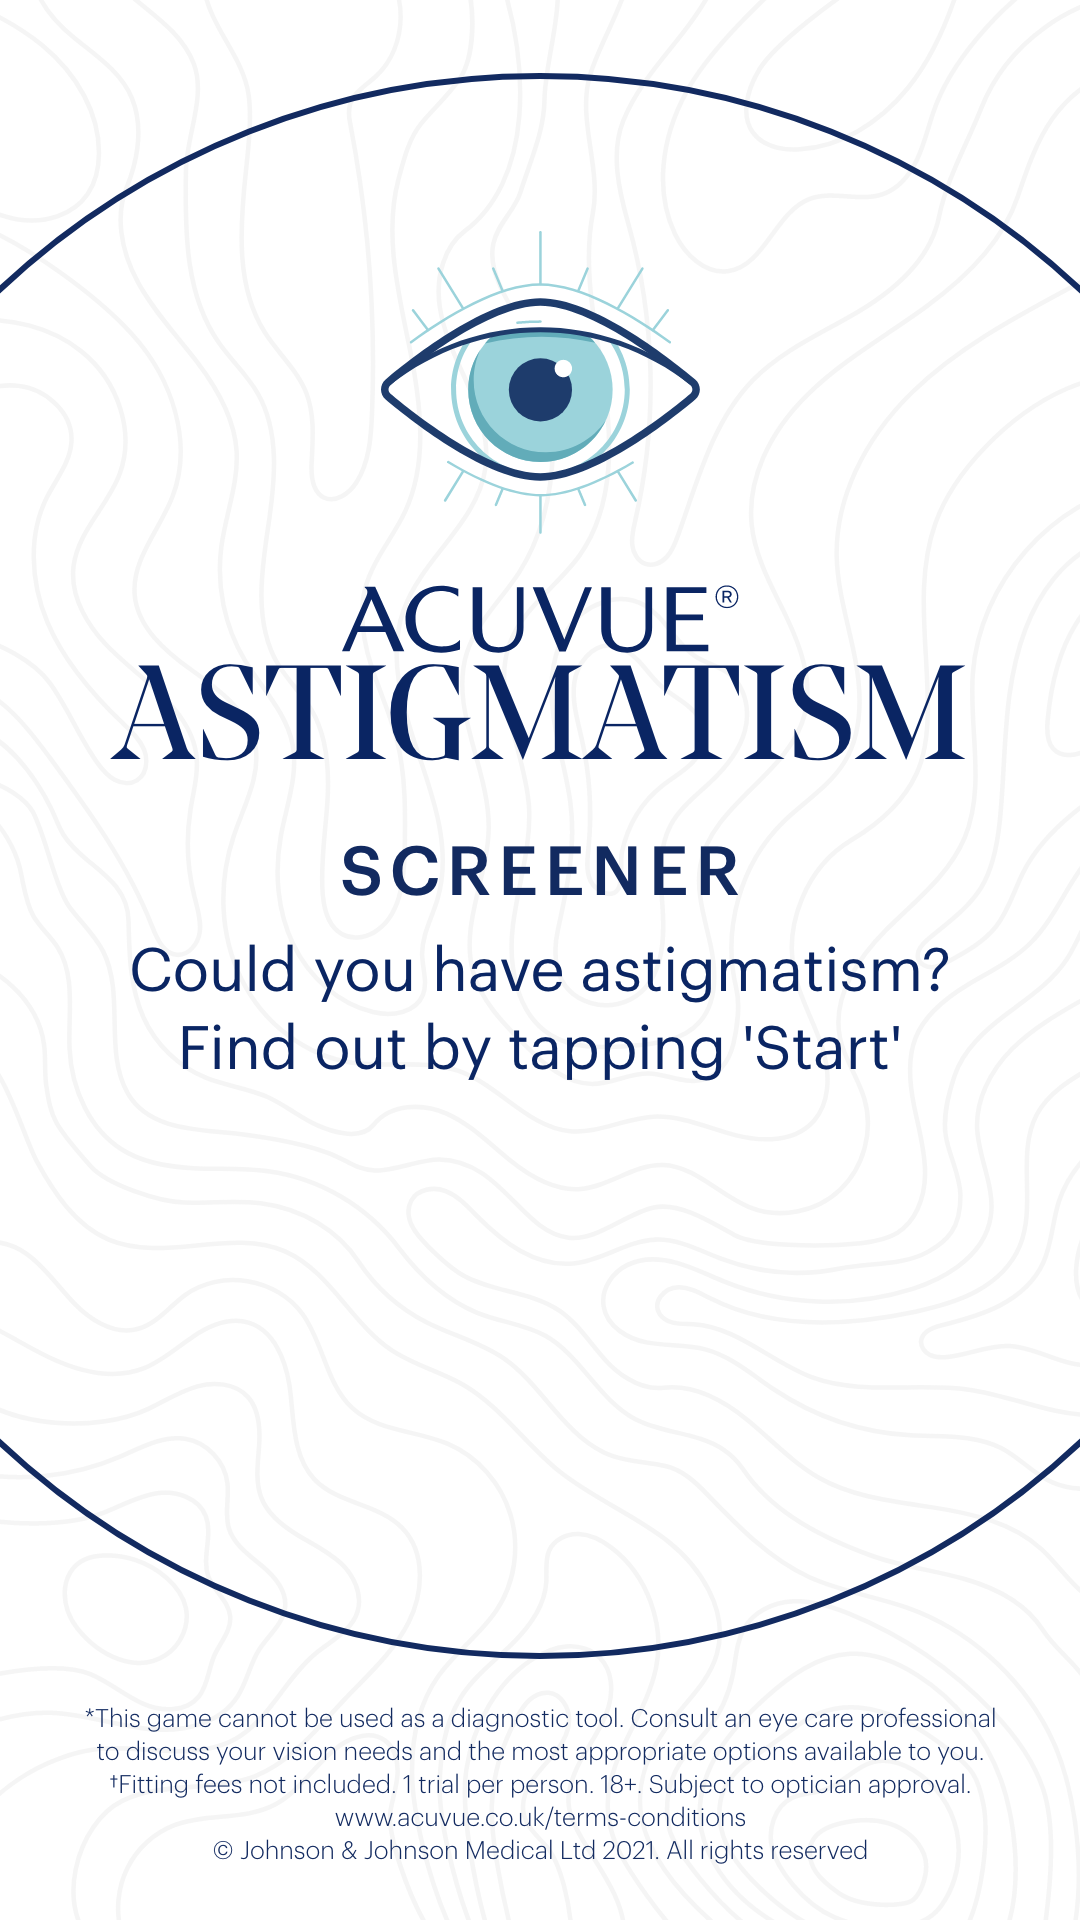 ACUVUE®
ASTIGMATISM
SCREENER
Could you have astigmatism?
Find out by tapping 'Start'
*This game cannot be used as a diagnostic tool. Consult an eye care professional
to discuss your vision needs and the most appropriate options available to you.
†Fitting fees not included. 1 trial per person. 18+. Subject to optician approval.
www.acuvue.co.uk/terms-conditions
© Johnson & Johnson Medical Ltd 2021. All rights reserved